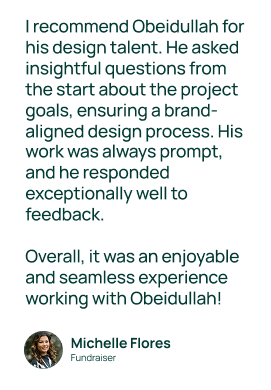 I recommend Obeidullah for
his design talent. He asked
insightful questions from
the start about the project
goals, ensuring a brand-
aligned design process. His
work was always prompt,
and he responded
exceptionally well to
feedback.
Overall, it was an enjoyable
and seamless experience
working with Obeidullah!
Michelle Flores
Fundraiser